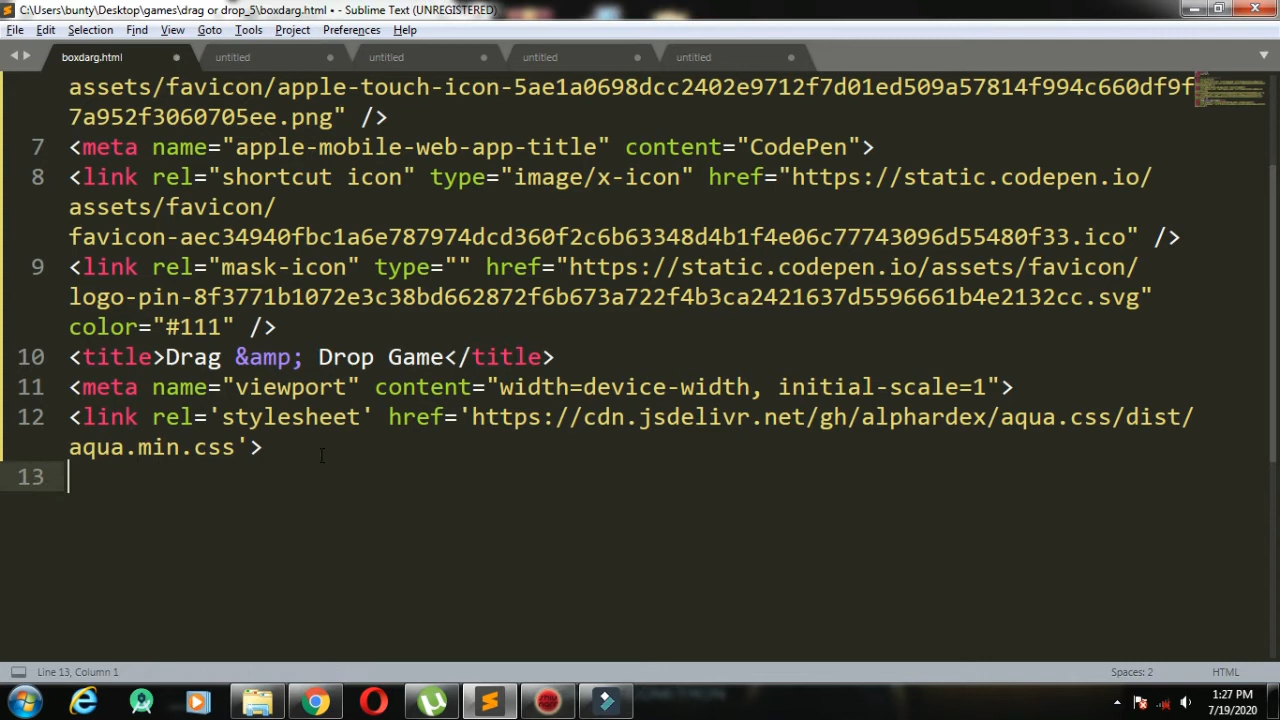 C:\Users\bunty\Desktop\games\drag or drop_5\boxdarg.html • - Sublime Text (UNREGISTERED)
File Edit Selection Find View Goto Tools Project Preferences Help
boxdarg.html untitled untitled untitled untitled
assets/favicon/apple-touch-icon-5ae1a0698dcc2402e9712f7d01ed509a57814f994c660df9f
7a952f3060705ee.png" />
7 <meta name="apple-mobile-web-app-title" content="CodePen">
8 <link rel="shortcut icon" type="image/x-icon" href="https://static.codepen.io/
assets/favicon/
favicon-aec34940fbc1a6e787974dcd360f2c6b63348d4b1f4e06c77743096d55480f33.ico" />
9 <link rel="mask-icon" type="" href="https://static.codepen.io/assets/favicon/
logo-pin-8f3771b1072e3c38bd662872f6b673a722f4b3ca2421637d5596661b4e2132cc.svg"
color="#111" />
10 <title>Drag &amp; Drop Game</title>
11 <meta name="viewport" content="width=device-width, initial-scale=1">
12 <link rel='stylesheet' href='https://cdn.jsdelivr.net/gh/alphardex/aqua.css/dist/
aqua.min.css'>
13
Line 13, Column 1 Spaces: 2 HTML
1:27 PM
7/19/2020